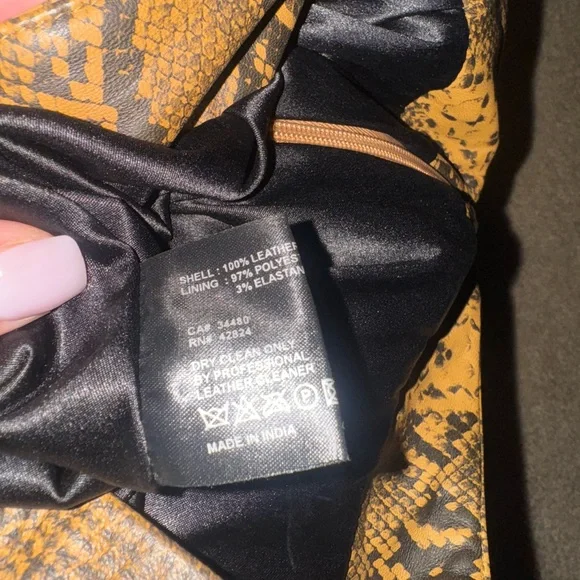 SHELL : 100% LEATHER
LINING : 97% POLYES
3% ELASTAN
CA# 34480
RN# 42824
DRY CLEAN ONLY
BY PROFESSIONAL
LEATHER CLEANER
P
MADE IN INDIA